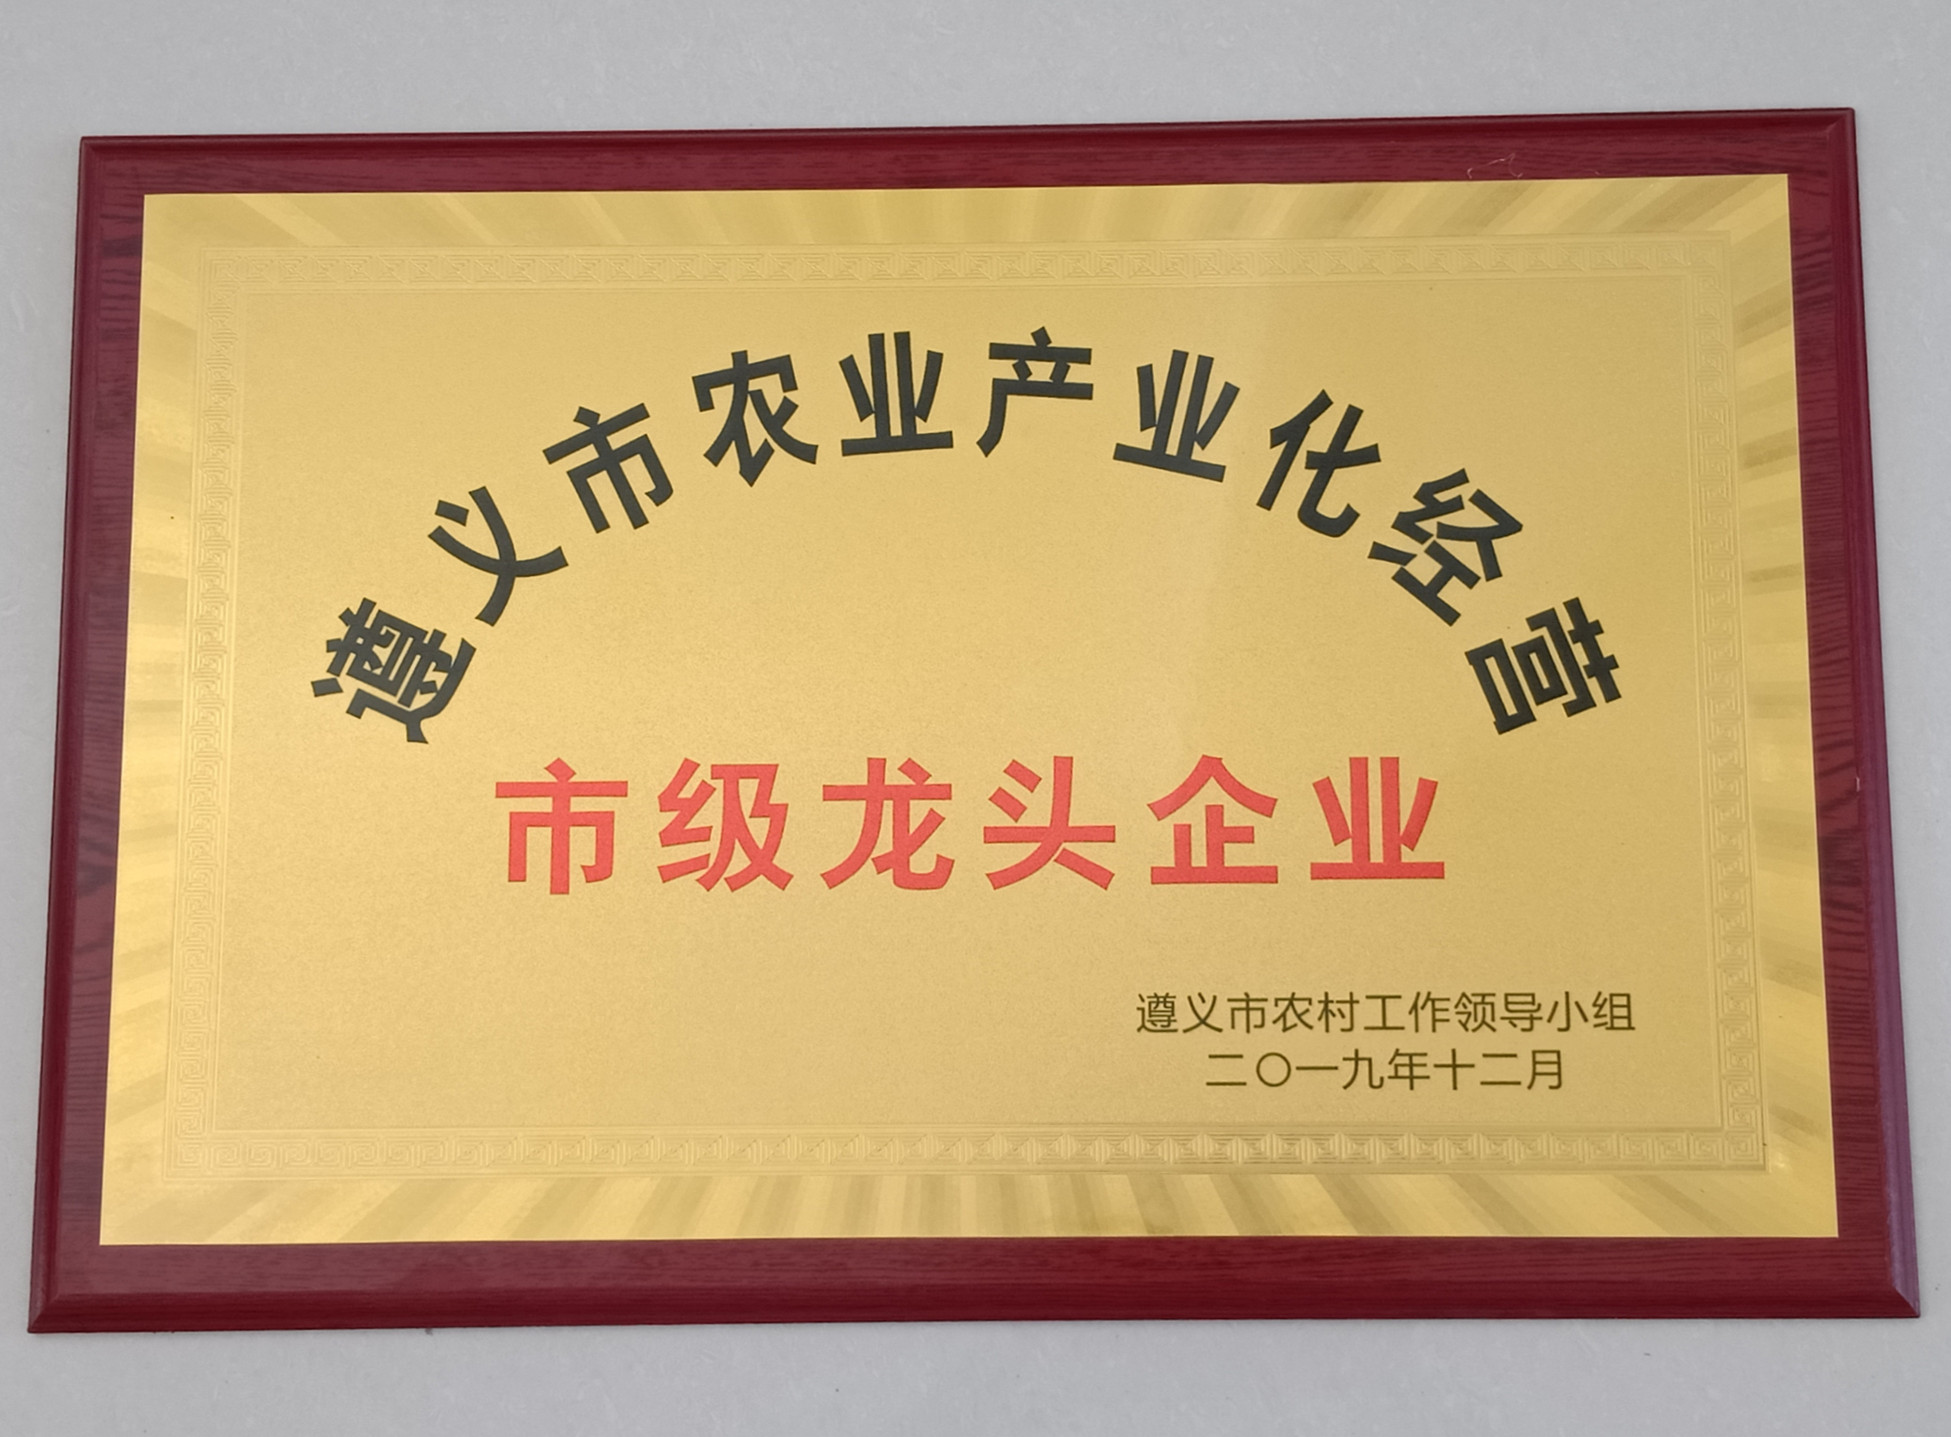 遵义市农业产业化经营
市级龙头企业
遵义市农村工作领导小组
二〇一九年十二月